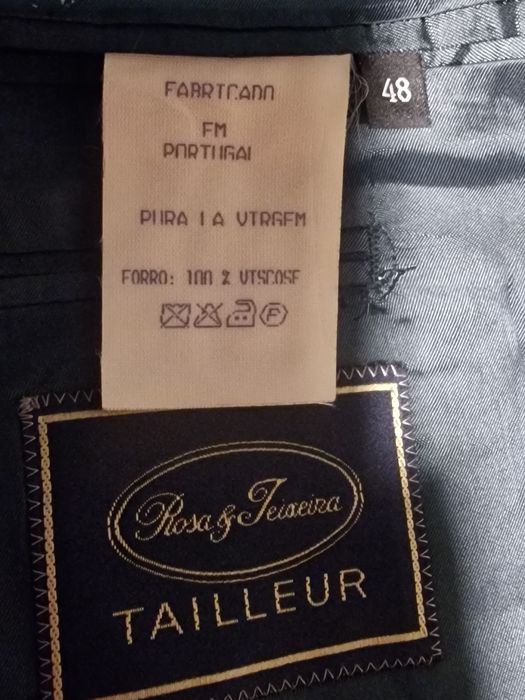 FABRICADO
48
EM
PORTUGAL
PURA LA VIRGEM
FORRO: 100 % VISCOSE
F
Rosa & Teixeira
TAILLEUR